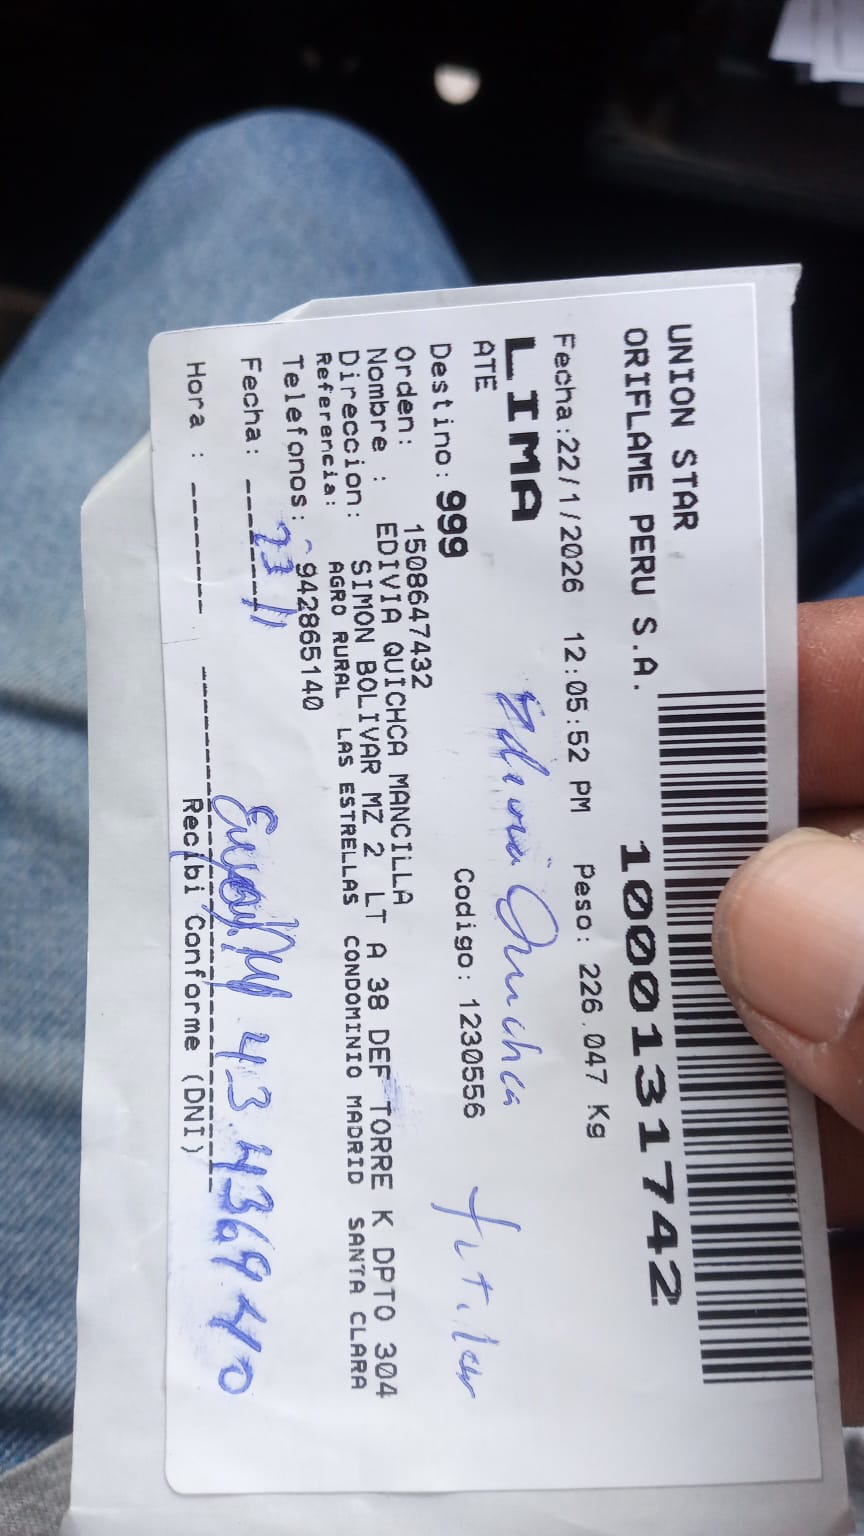 UNION STAR
ORIFLAME PERU S.A. 1000131742
Fecha:22/1/2026 12:05:52 PM Peso: 226.047 Kg
LIMA
ATE
Quichca
Destino: 999 Codigo: 1230556
Orden: 1508647432
Nombre : EDIVIA QUICHCA MANCILLA
Direccion: SIMON BOLIVAR MZ 2 LT A 38 DEF TORRE K DPTO 304
Referencia: AGRO RURAL LAS ESTRELLAS CONDOMINIO MADRID SANTA CLARA
Telefonos: 942865140
Fecha: 23/1
Hora :
Recibi Conforme (DNI)